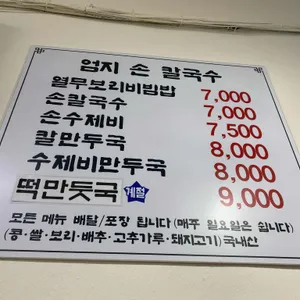 엄지 손 칼국수
열무보리비빔밥 7,000
손칼국수 7,000
손수제비 7,500
칼만두국 8,000
수제비만두국 8,000
떡만둣국 계절 9,000
모든 메뉴 배달/포장 됩니다(매주 일요일은 쉽니다)
(콩·쌀·보리·배추·고추가루·돼지고기) 국내산